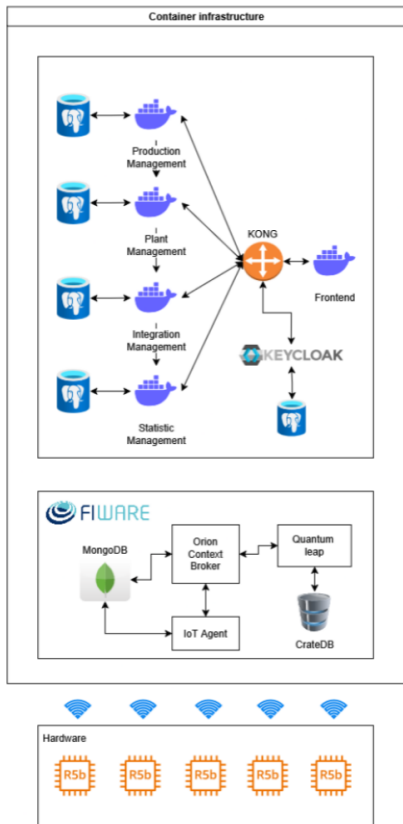 Container infrastructure
Production
Management
Plant
Management
Integration
Management
Statistic
Management
KONG
Frontend
KEYCLOAK
FIWARE
MongoDB
Orion
Context
Broker
Quantum
leap
IoT Agent
CrateDB
Hardware
R5b
R5b
R5b
R5b
R5b